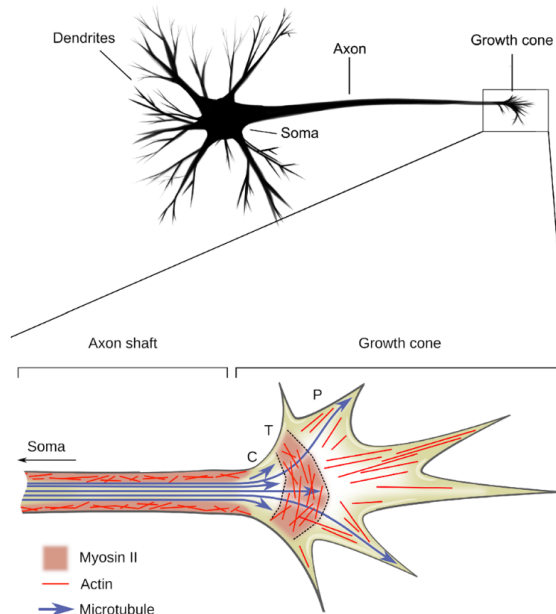 Dendrites
Axon
Growth cone
Soma
Axon shaft
Growth cone
P
T
C
Soma
Myosin II
Actin
Microtubule